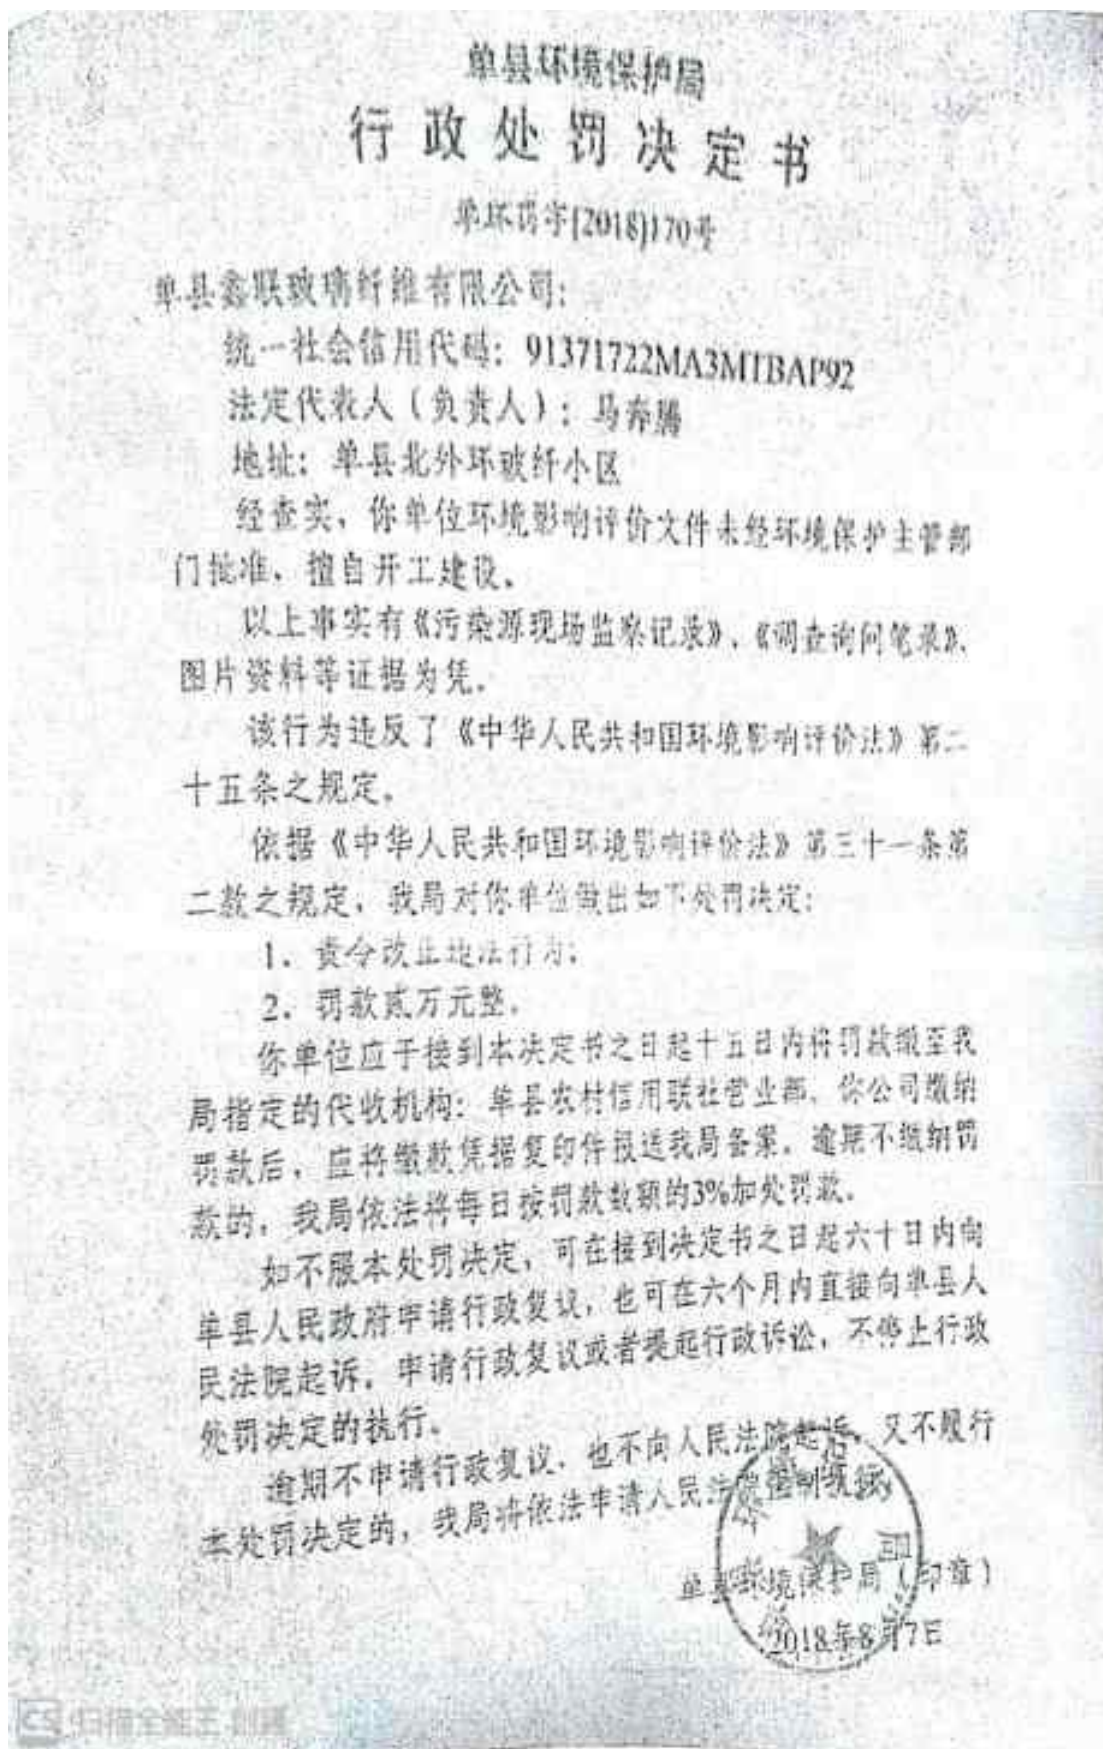 单县环境保护局
行政处罚决定书
单环罚字[2018]170号
单县鑫联玻璃纤维有限公司:
统一社会信用代码: 91371722MA3MTBAP92
法定代表人(负责人): 马奔腾
地址: 单县北外环玻纤小区
经查实，你单位环境影响评价文件未经环境保护主管部
门批准，擅自开工建设。
以上事实有《污染源现场监察记录》、《调查询问笔录》、
图片资料等证据为凭。
该行为违反了《中华人民共和国环境影响评价法》第二
十五条之规定。
依据《中华人民共和国环境影响评价法》第三十一条第
二款之规定，我局对你单位做出如下处罚决定:
1. 责令改正违法行为;
2. 罚款贰万元整。
你单位应于接到本决定书之日起十五日内将罚款缴至我
局指定的代收机构: 单县农村信用联社营业部。你公司缴纳
罚款后，应将缴款凭据复印件报送我局备案。逾期不缴纳罚
款的，我局依法将每日按罚款数额的3%加处罚款。
如不服本处罚决定，可在接到决定书之日起六十日内向
单县人民政府申请行政复议，也可在六个月内直接向单县人
民法院起诉。申请行政复议或者提起行政诉讼，不停止行政
处罚决定的执行。
逾期不申请行政复议，也不向人民法院起诉，又不履行
本处罚决定的，我局将依法申请人民法院强制执行。
单县环境保护局(印章)
2018年8月7日
CS 扫描全能王 创建